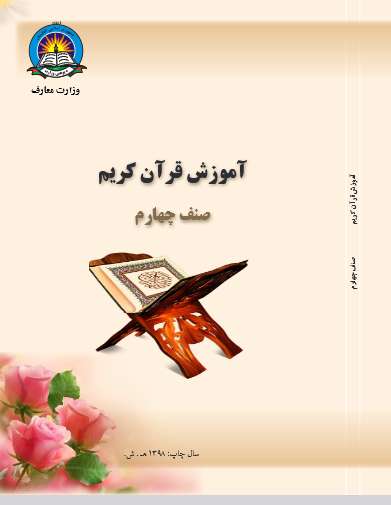 وزارت معارف
آموزش قرآن کریم
صنف چهارم
سال چاپ: ۱۳۹۸ هـ . ش.
آموزش قرآن کریم
صنف چهارم